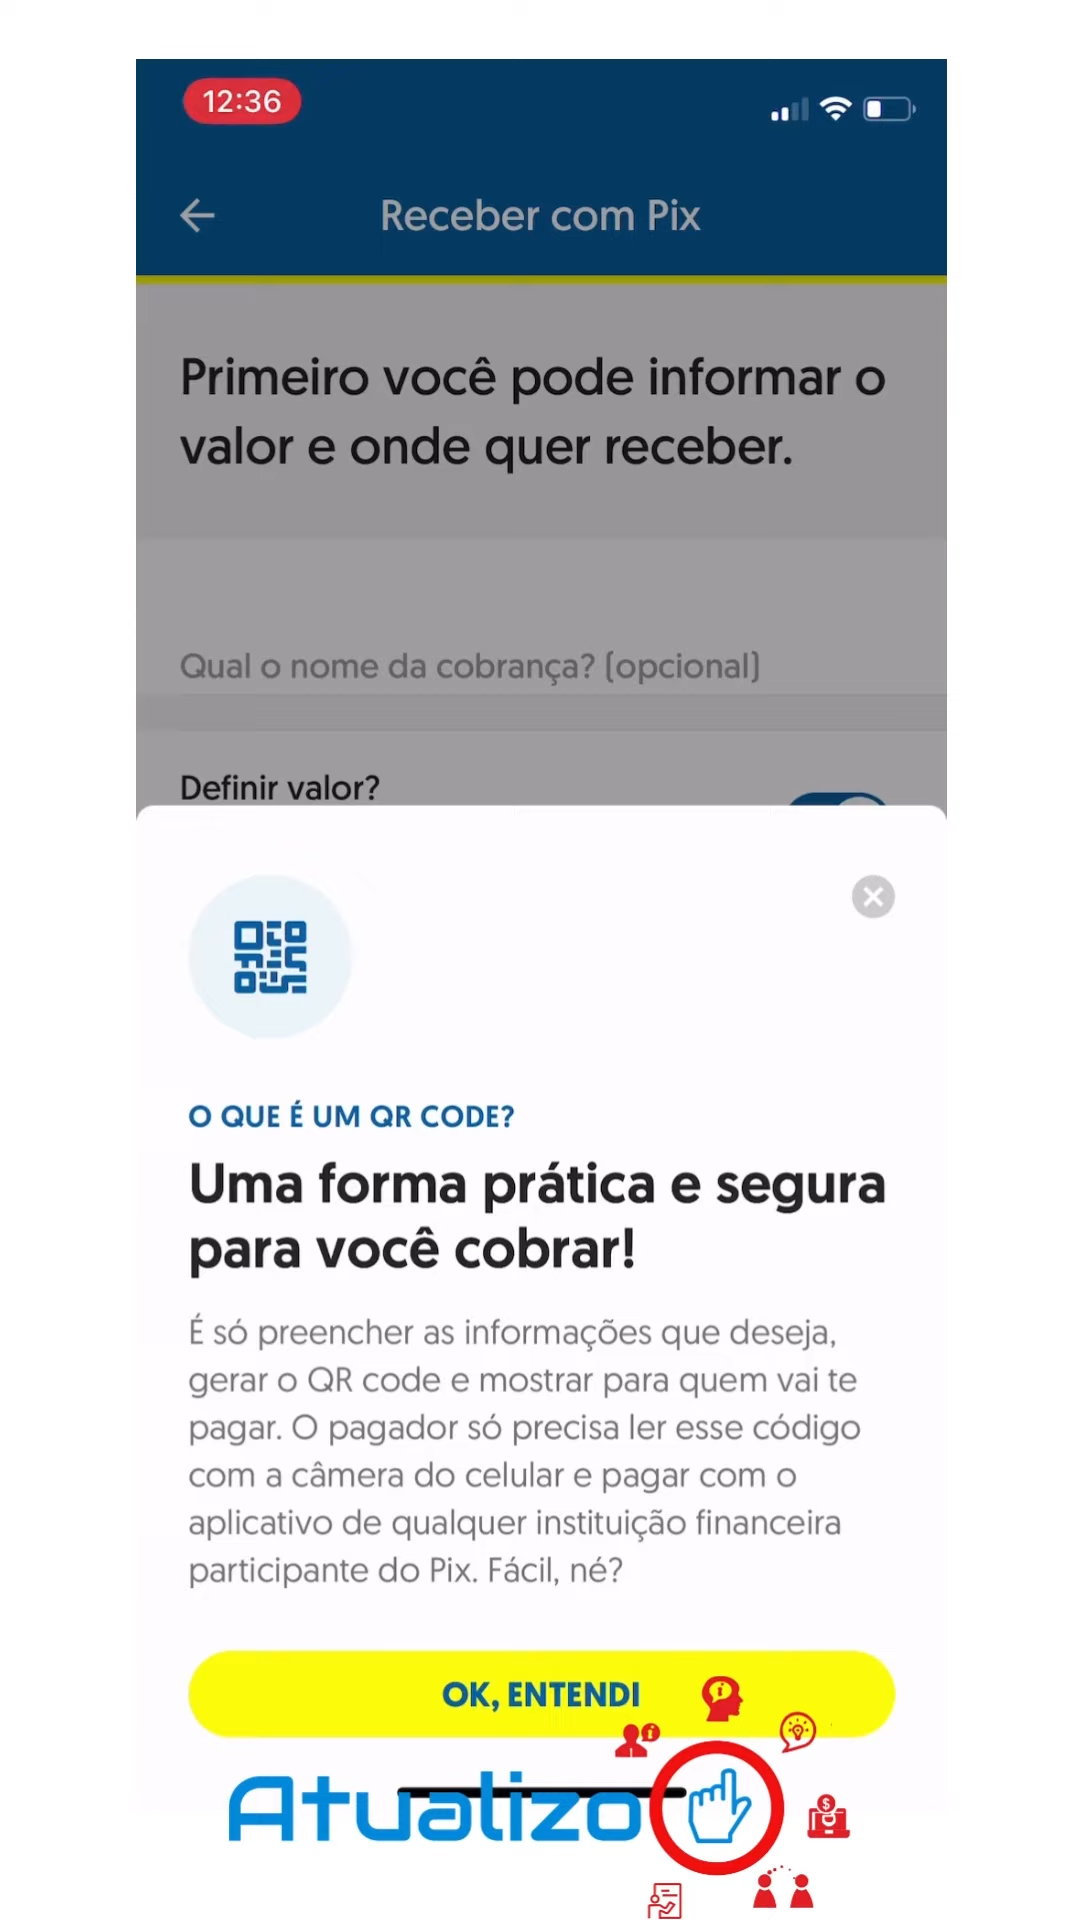 12:36
Receber com Pix
Primeiro você pode informar o
valor e onde quer receber.
Qual o nome da cobrança? (opcional)
Definir valor?
O QUE É UM QR CODE?
Uma forma prática e segura
para você cobrar!
É só preencher as informações que deseja,
gerar o QR code e mostrar para quem vai te
pagar. O pagador só precisa ler esse código
com a câmera do celular e pagar com o
aplicativo de qualquer instituição financeira
participante do Pix. Fácil, né?
OK, ENTENDI
Atualizo